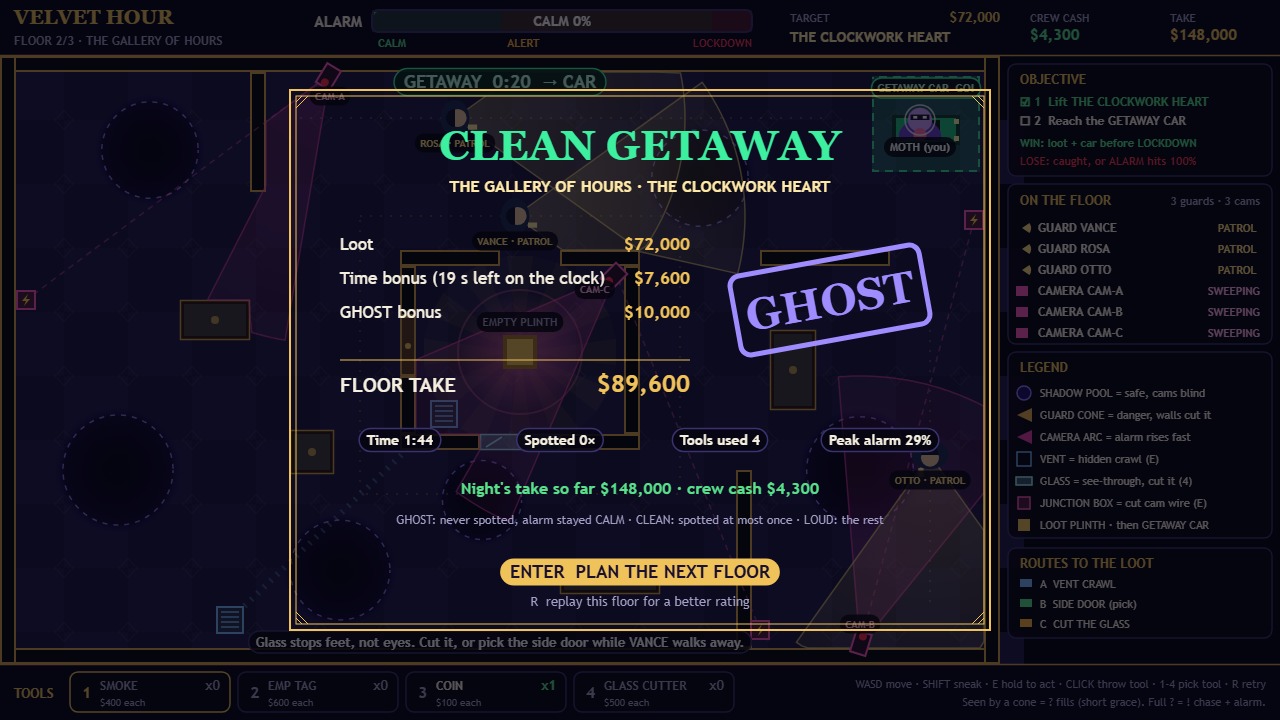 VELVET HOUR
FLOOR 2/3 · THE GALLERY OF HOURS
ALARM
CALM 0%
CALM
ALERT
LOCKDOWN
TARGET
$72,000
THE CLOCKWORK HEART
CREW CASH
$4,300
TAKE
$148,000
GETAWAY 0:20 → CAR
CAM-A
ROSA · PATROL
GETAWAY CAR GO!
MOTH (you)
CLEAN GETAWAY
THE GALLERY OF HOURS · THE CLOCKWORK HEART
VANCE · PATROL
Loot $72,000
Time bonus (19 s left on the clock) $7,600
CAM-C
GHOST bonus $10,000
EMPTY PLINTH
GHOST
FLOOR TAKE $89,600
Time 1:44
Spotted 0×
Tools used 4
Peak alarm 29%
OTTO · PATROL
Night's take so far $148,000 · crew cash $4,300
GHOST: never spotted, alarm stayed CALM · CLEAN: spotted at most once · LOUD: the rest
ENTER PLAN THE NEXT FLOOR
R replay this floor for a better rating
CAM-B
Glass stops feet, not eyes. Cut it, or pick the side door while VANCE walks away.
OBJECTIVE
1 Lift THE CLOCKWORK HEART
2 Reach the GETAWAY CAR
WIN: loot + car before LOCKDOWN
LOSE: caught, or ALARM hits 100%
ON THE FLOOR 3 guards · 3 cams
GUARD VANCE PATROL
GUARD ROSA PATROL
GUARD OTTO PATROL
CAMERA CAM-A SWEEPING
CAMERA CAM-B SWEEPING
CAMERA CAM-C SWEEPING
LEGEND
SHADOW POOL = safe, cams blind
GUARD CONE = danger, walls cut it
CAMERA ARC = alarm rises fast
VENT = hidden crawl (E)
GLASS = see-through, cut it (4)
JUNCTION BOX = cut cam wire (E)
LOOT PLINTH · then GETAWAY CAR
ROUTES TO THE LOOT
A VENT CRAWL
B SIDE DOOR (pick)
C CUT THE GLASS
TOOLS
1 SMOKE x0
$400 each
2 EMP TAG x0
$600 each
3 COIN x1
$100 each
4 GLASS CUTTER x0
$500 each
WASD move · SHIFT sneak · E hold to act · CLICK throw tool · 1-4 pick tool · R retry
Seen by a cone = ? fills (short grace). Full ? = ! chase + alarm.